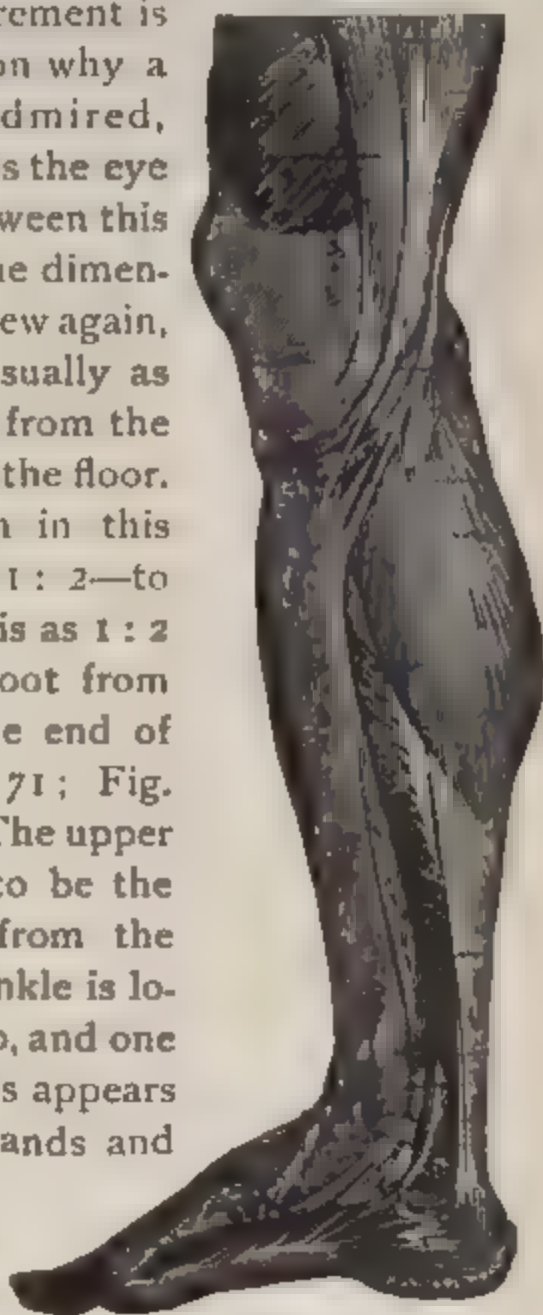 rement is
on why a
dmired,
s the eye
ween this
e dimen-
ew again,
sually as
from the
the floor.
n in this
1 : 2—to
is as 1 : 2
oot from
e end of
71; Fig.
The upper
to be the
from the
nkle is lo-
o, and one
s appears
ands and